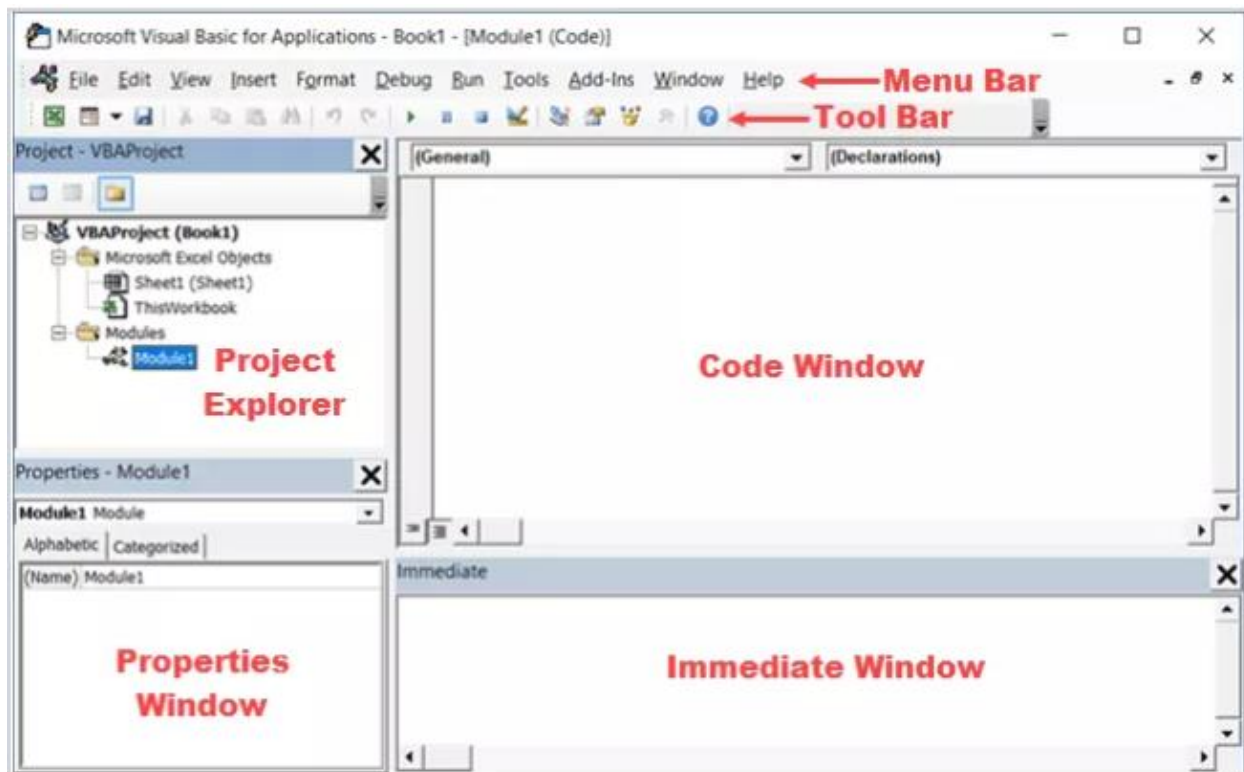 Microsoft Visual Basic for Applications - Book1 - [Module1 (Code)]
File Edit View Insert Format Debug Run Tools Add-Ins Window Help
Menu Bar
Tool Bar
Project - VBAProject
(General)
(Declarations)
VBAProject (Book1)
Microsoft Excel Objects
Sheet1 (Sheet1)
ThisWorkbook
Modules
Module1
Project
Explorer
Code Window
Properties - Module1
Module1 Module
Alphabetic Categorized
(Name) Module1
Properties
Window
Immediate
Immediate Window